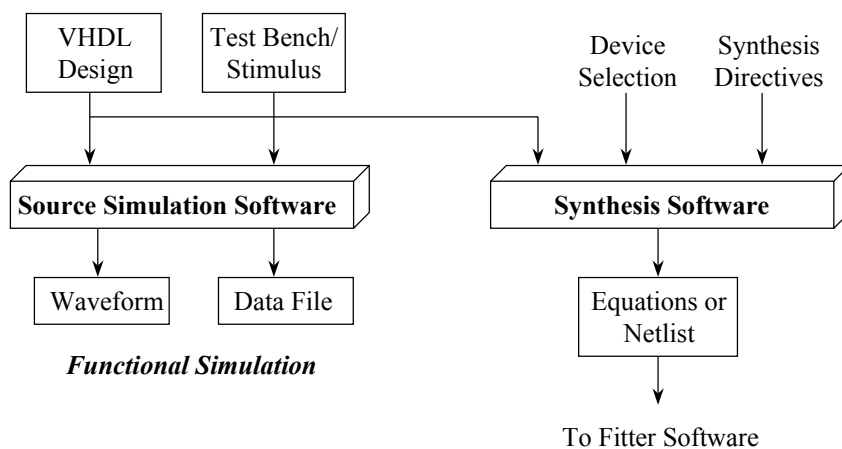 VHDL
Design
Test Bench/
Stimulus
Device
Selection
Synthesis
Directives
Source Simulation Software
Synthesis Software
Waveform
Data File
Equations or
Netlist
Functional Simulation
To Fitter Software